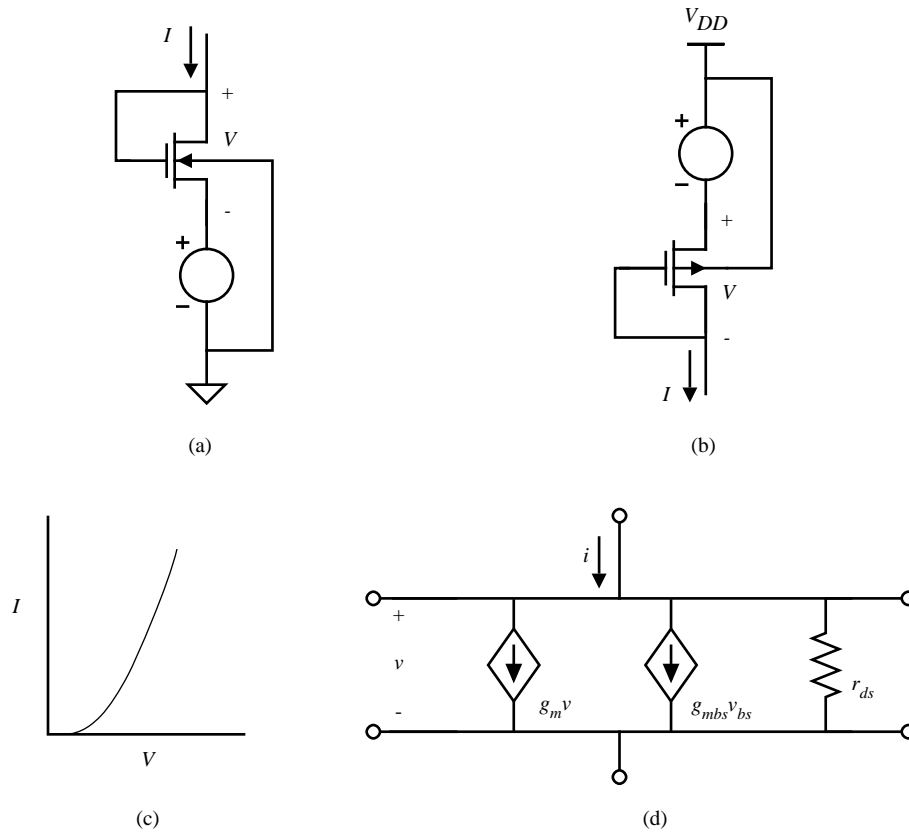 I
+
V
-
+
−
(a)
V_DD
+
−
+
V
-
I
(b)
I
V
(c)
i
+
v
-
g_m v
g_mbs v_bs
r_ds
(d)